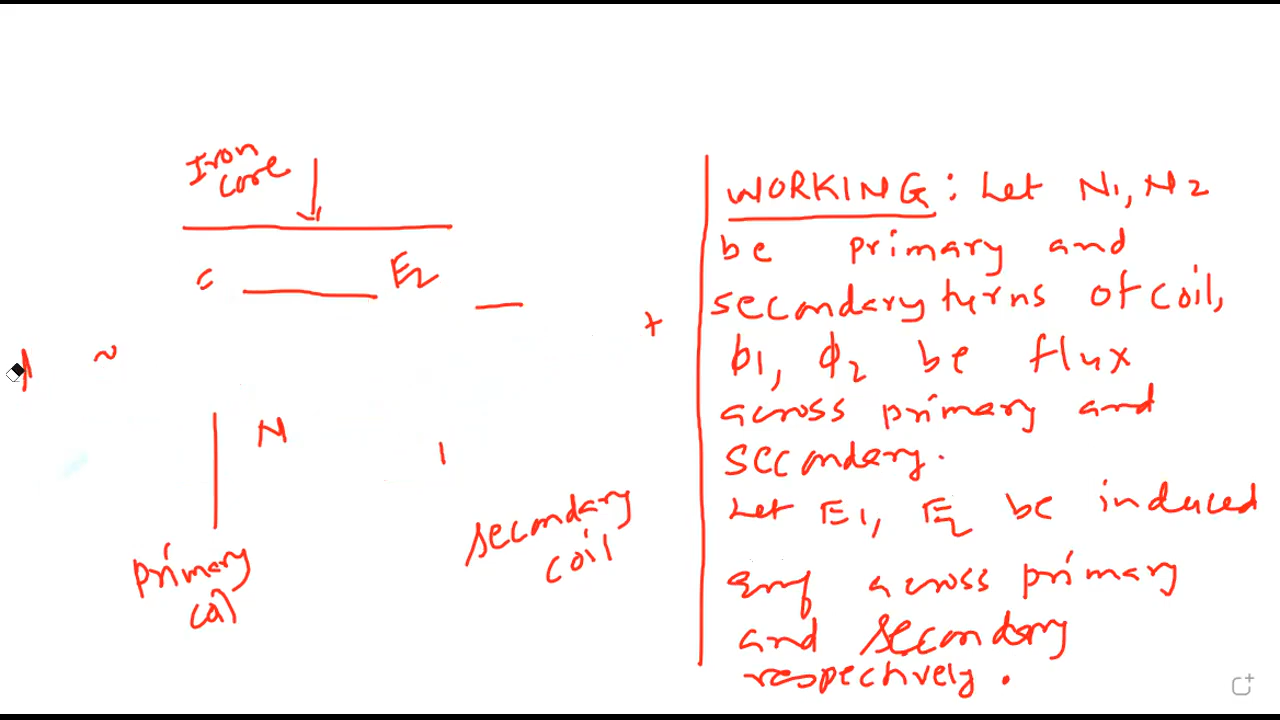 Iron
core
E2
N
primary
coil
secondary
coil
WORKING : Let N1, N2
be primary and
secondary turns of coil,
ϕ1, ϕ2 be flux
across primary and
secondary.
Let E1, E2 be induced
emf across primary
and secondary
respectively.